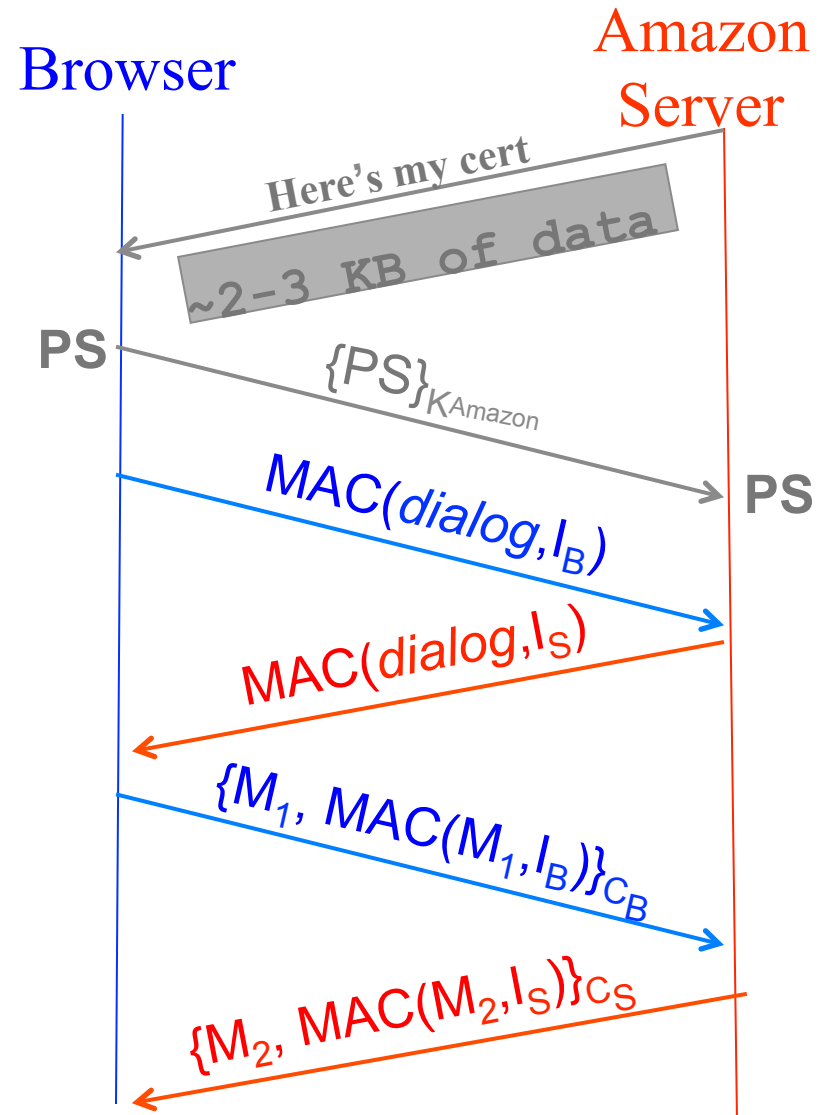 Browser
Amazon
Server
Here’s my cert
~2-3 KB of data
PS
{PS}KAmazon
PS
MAC(dialog,IB)
MAC(dialog,IS)
{M1, MAC(M1,IB)}CB
{M2, MAC(M2,IS)}CS